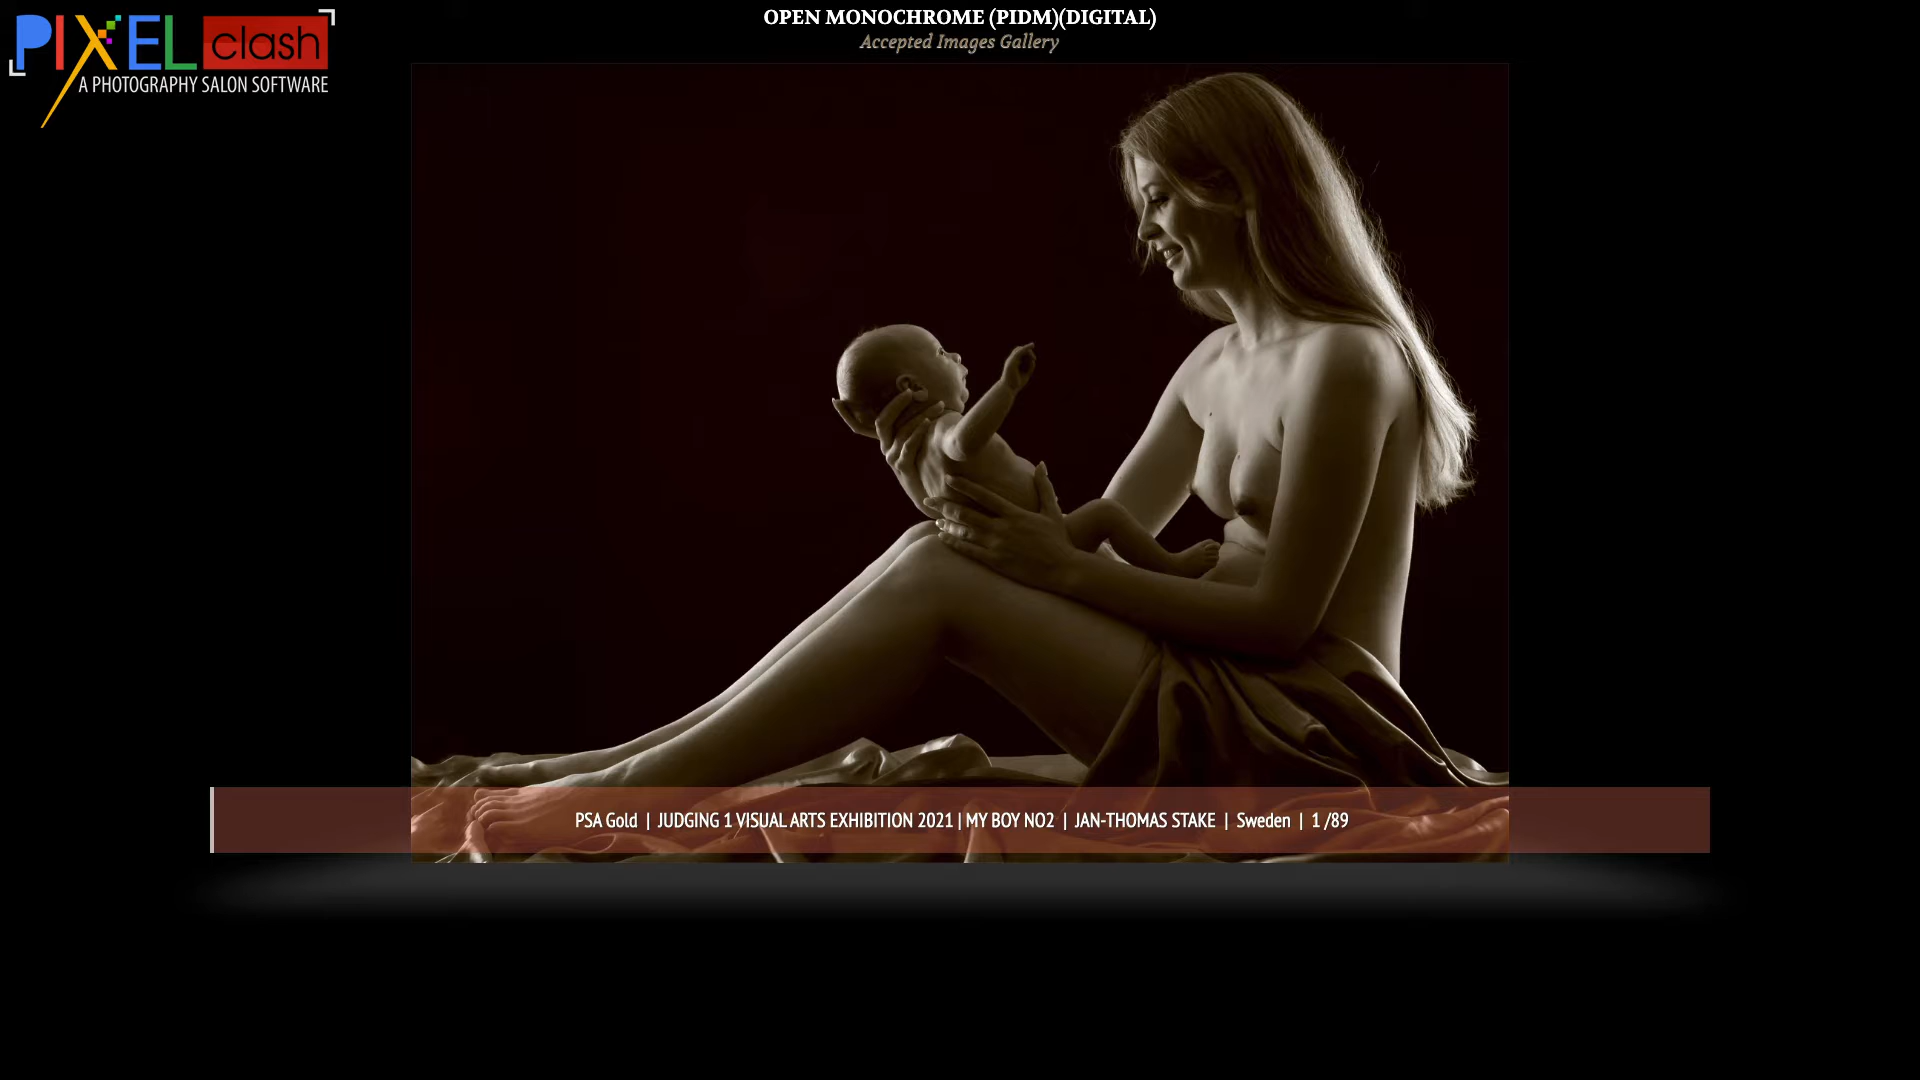 PIXEL clash
A PHOTOGRAPHY SALON SOFTWARE
OPEN MONOCHROME (PIDM)(DIGITAL)
Accepted Images Gallery
PSA Gold | JUDGING 1 VISUAL ARTS EXHIBITION 2021 | MY BOY NO2 | JAN-THOMAS STAKE | Sweden | 1 /89